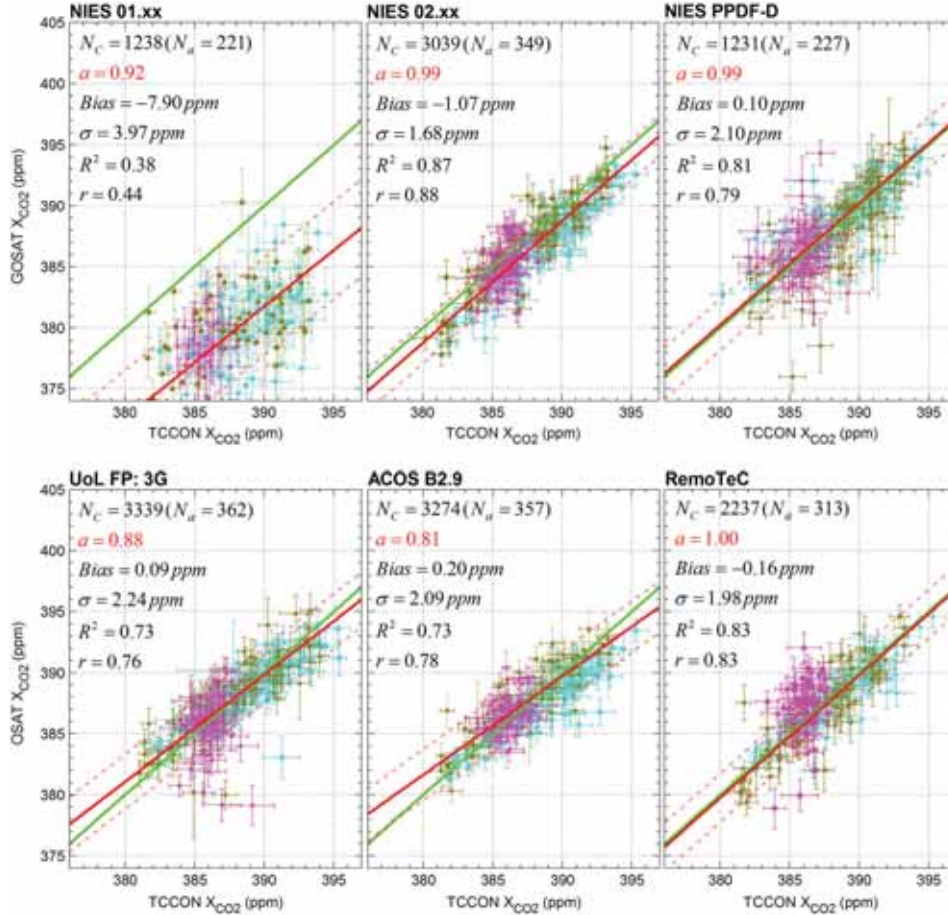 NIES 01.xx
N_C = 1238(N_a = 221)
a = 0.92
Bias = −7.90 ppm
σ = 3.97 ppm
R² = 0.38
r = 0.44
NIES 02.xx
N_C = 3039(N_a = 349)
a = 0.99
Bias = −1.07 ppm
σ = 1.68 ppm
R² = 0.87
r = 0.88
NIES PPDF-D
N_C = 1231(N_a = 227)
a = 0.99
Bias = 0.10 ppm
σ = 2.10 ppm
R² = 0.81
r = 0.79
GOSAT X_CO2 (ppm)
405
400
395
390
385
380
375
380 385 390 395
380 385 390 395
380 385 390 395
TCCON X_CO2 (ppm)
TCCON X_CO2 (ppm)
TCCON X_CO2 (ppm)
UoL FP: 3G
N_C = 3339(N_a = 362)
a = 0.88
Bias = 0.09 ppm
σ = 2.24 ppm
R² = 0.73
r = 0.76
ACOS B2.9
N_C = 3274(N_a = 357)
a = 0.81
Bias = 0.20 ppm
σ = 2.09 ppm
R² = 0.73
r = 0.78
RemoTeC
N_C = 2237(N_a = 313)
a = 1.00
Bias = −0.16 ppm
σ = 1.98 ppm
R² = 0.83
r = 0.83
OSAT X_CO2 (ppm)
405
400
395
390
385
380
375
380 385 390 395
380 385 390 395
380 385 390 395
TCCON X_CO2 (ppm)
TCCON X_CO2 (ppm)
TCCON X_CO2 (ppm)